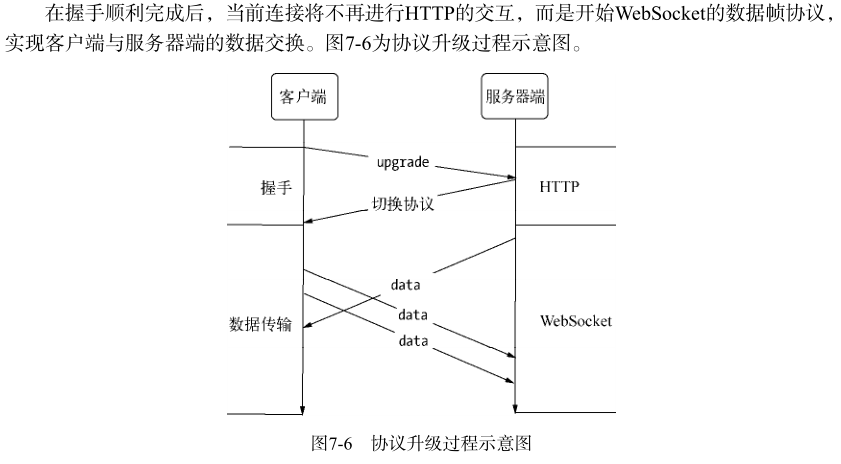 在握手顺利完成后，当前连接将不再进行HTTP的交互，而是开始WebSocket的数据帧协议，
实现客户端与服务器端的数据交换。图7-6为协议升级过程示意图。
客户端
服务器端
upgrade
握手
HTTP
切换协议
data
data
数据传输
WebSocket
data
图7-6 协议升级过程示意图